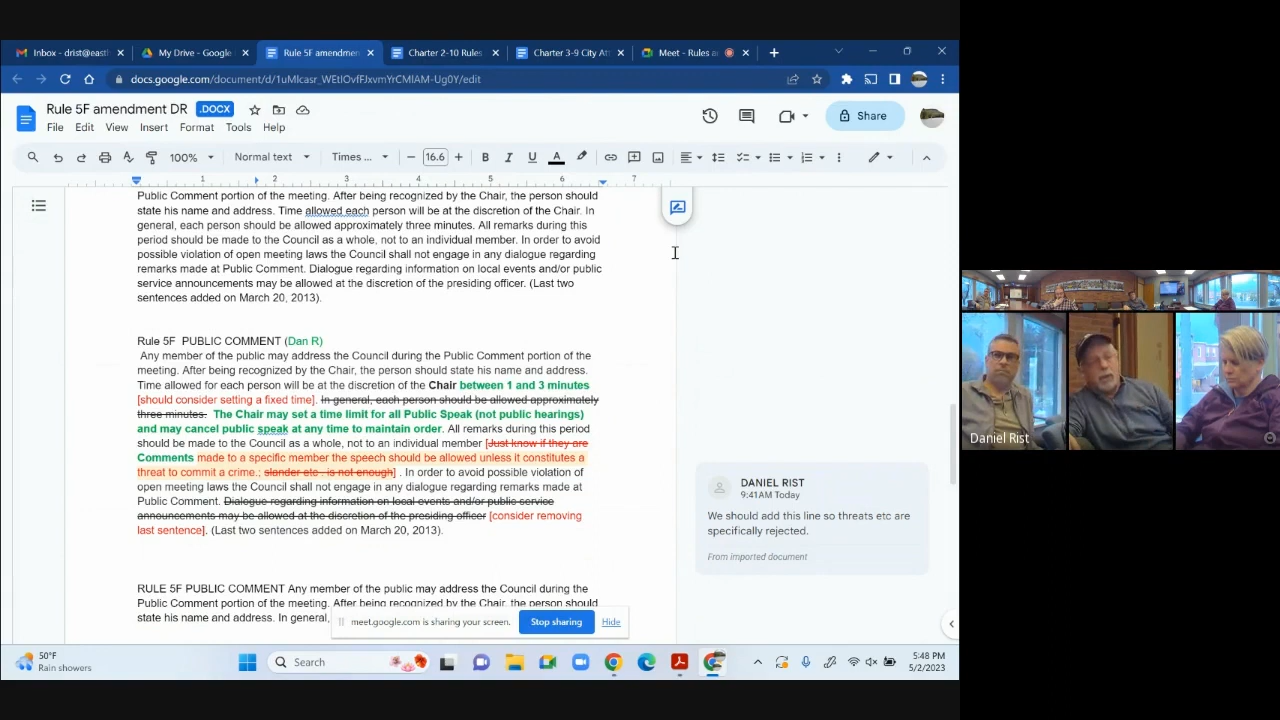 Inbox - drist@east
My Drive - Google
Rule 5F amendmen
Charter 2-10 Rules
Charter 3-9 City At
Meet - Rules a
docs.google.com/document/d/1uMlcasr_WEtIOvfFJxvmYrCMlAM-Ug0Y/edit
Rule 5F amendment DR .DOCX
Share
File Edit View Insert Format Tools Help
100% Normal text Times ... 16.6 B I U A
1 2 3 4 5 6 7
Public Comment portion of the meeting. After being recognized by the Chair, the person should
state his name and address. Time allowed each person will be at the discretion of the Chair. In
general, each person should be allowed approximately three minutes. All remarks during this
period should be made to the Council as a whole, not to an individual member. In order to avoid
possible violation of open meeting laws the Council shall not engage in any dialogue regarding
remarks made at Public Comment. Dialogue regarding information on local events and/or public
service announcements may be allowed at the discretion of the presiding officer. (Last two
sentences added on March 20, 2013).
Rule 5F PUBLIC COMMENT (Dan R)
Any member of the public may address the Council during the Public Comment portion of the
meeting. After being recognized by the Chair, the person should state his name and address.
Time allowed for each person will be at the discretion of the Chair between 1 and 3 minutes
[should consider setting a fixed time]. In general, each person should be allowed approximately
three minutes. The Chair may set a time limit for all Public Speak (not public hearings)
and may cancel public speak at any time to maintain order. All remarks during this period
should be made to the Council as a whole, not to an individual member [Just know if they are
Comments made to a specific member the speech should be allowed unless it constitutes a
threat to commit a crime.; slander etc . is not enough] . In order to avoid possible violation of
open meeting laws the Council shall not engage in any dialogue regarding remarks made at
Public Comment. Dialogue regarding information on local events and/or public service
announcements may be allowed at the discretion of the presiding officer [consider removing
last sentence]. (Last two sentences added on March 20, 2013).
DANIEL RIST
9:41AM Today
We should add this line so threats etc are
specifically rejected.
From imported document
RULE 5F PUBLIC COMMENT Any member of the public may address the Council during the
Public Comment portion of the meeting. After being recognized by the Chair, the person should
state his name and address. In general,
meet.google.com is sharing your screen. Stop sharing Hide
Daniel Rist
50°F
Rain showers
Search
5:48 PM
5/2/2023